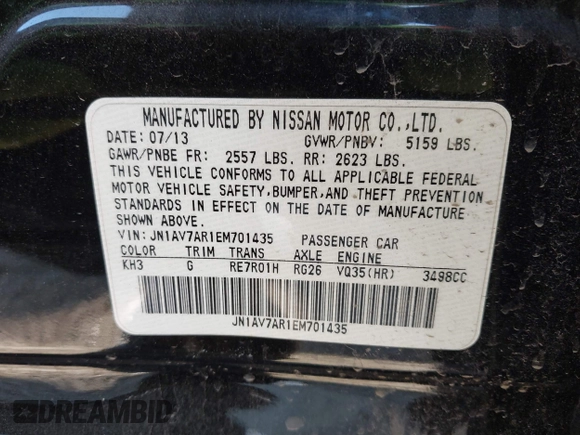 MANUFACTURED BY NISSAN MOTOR CO.,LTD.
DATE: 07/13 GVWR/PNBV: 5159 LBS.
GAWR/PNBE FR: 2557 LBS. RR: 2623 LBS.
THIS VEHICLE CONFORMS TO ALL APPLICABLE FEDERAL
MOTOR VEHICLE SAFETY,BUMPER,AND THEFT PREVENTION
STANDARDS IN EFFECT ON THE DATE OF MANUFACTURE
SHOWN ABOVE.
VIN: JN1AV7AR1EM701435 PASSENGER CAR
COLOR TRIM TRANS AXLE ENGINE
KH3 G RE7R01H RG26 VQ35(HR) 3498CC
JN1AV7AR1EM701435
DREAMBID